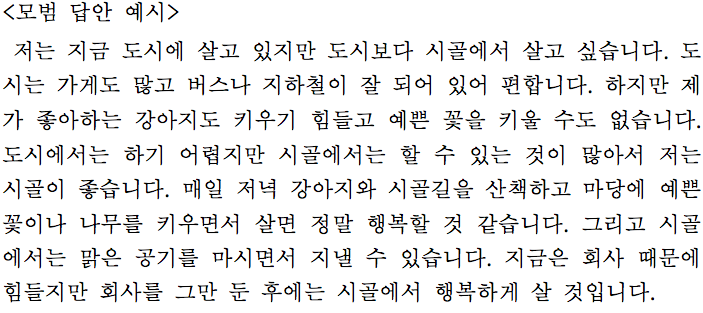 <모범 답안 예시>
저는 지금 도시에 살고 있지만 도시보다 시골에서 살고 싶습니다. 도
시는 가게도 많고 버스나 지하철이 잘 되어 있어 편합니다. 하지만 제
가 좋아하는 강아지도 키우기 힘들고 예쁜 꽃을 키울 수도 없습니다.
도시에서는 하기 어렵지만 시골에서는 할 수 있는 것이 많아서 저는
시골이 좋습니다. 매일 저녁 강아지와 시골길을 산책하고 마당에 예쁜
꽃이나 나무를 키우면서 살면 정말 행복할 것 같습니다. 그리고 시골
에서는 맑은 공기를 마시면서 지낼 수 있습니다. 지금은 회사 때문에
힘들지만 회사를 그만 둔 후에는 시골에서 행복하게 살 것입니다.